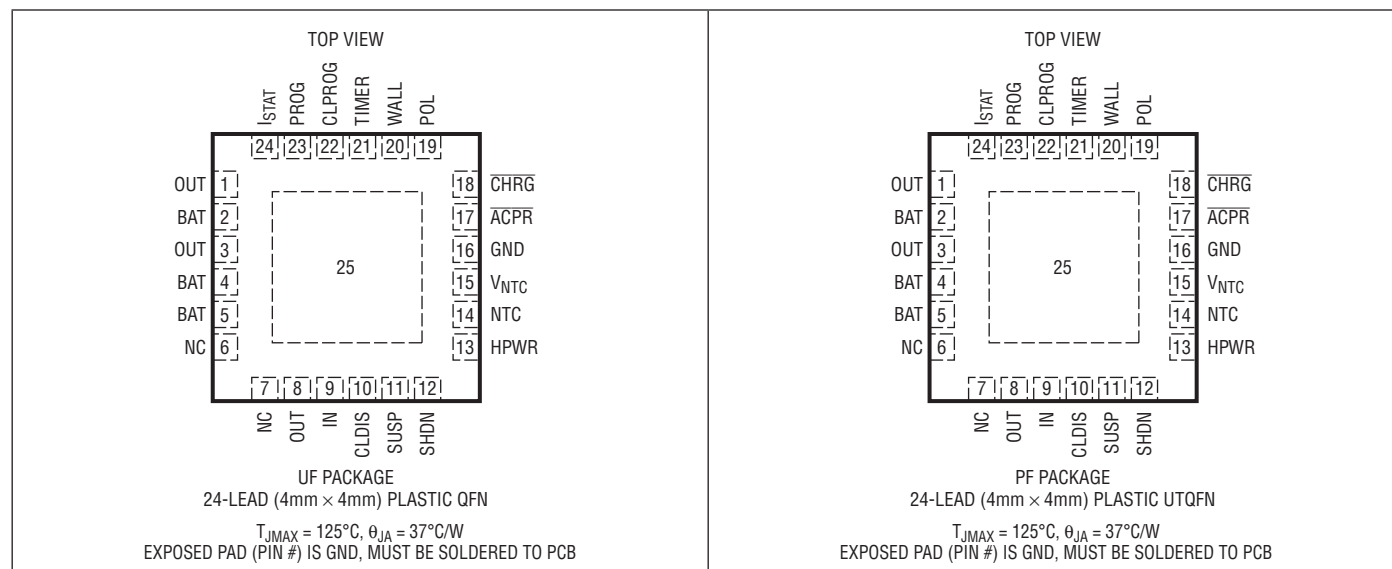 TOP VIEW
ISTAT
PROG
CLPROG
TIMER
WALL
POL
24 23 22 21 20 19
OUT 1
BAT 2
OUT 3
BAT 4
BAT 5
NC 6
18 CHRG
17 ACPR
16 GND
15 VNTC
14 NTC
13 HPWR
25
7 8 9 10 11 12
NC
OUT
IN
CLDIS
SUSP
SHDN
UF PACKAGE
24-LEAD (4mm × 4mm) PLASTIC QFN
TJMAX = 125°C, θJA = 37°C/W
EXPOSED PAD (PIN #) IS GND, MUST BE SOLDERED TO PCB
TOP VIEW
ISTAT
PROG
CLPROG
TIMER
WALL
POL
24 23 22 21 20 19
OUT 1
BAT 2
OUT 3
BAT 4
BAT 5
NC 6
18 CHRG
17 ACPR
16 GND
15 VNTC
14 NTC
13 HPWR
25
7 8 9 10 11 12
NC
OUT
IN
CLDIS
SUSP
SHDN
PF PACKAGE
24-LEAD (4mm × 4mm) PLASTIC UTQFN
TJMAX = 125°C, θJA = 37°C/W
EXPOSED PAD (PIN #) IS GND, MUST BE SOLDERED TO PCB